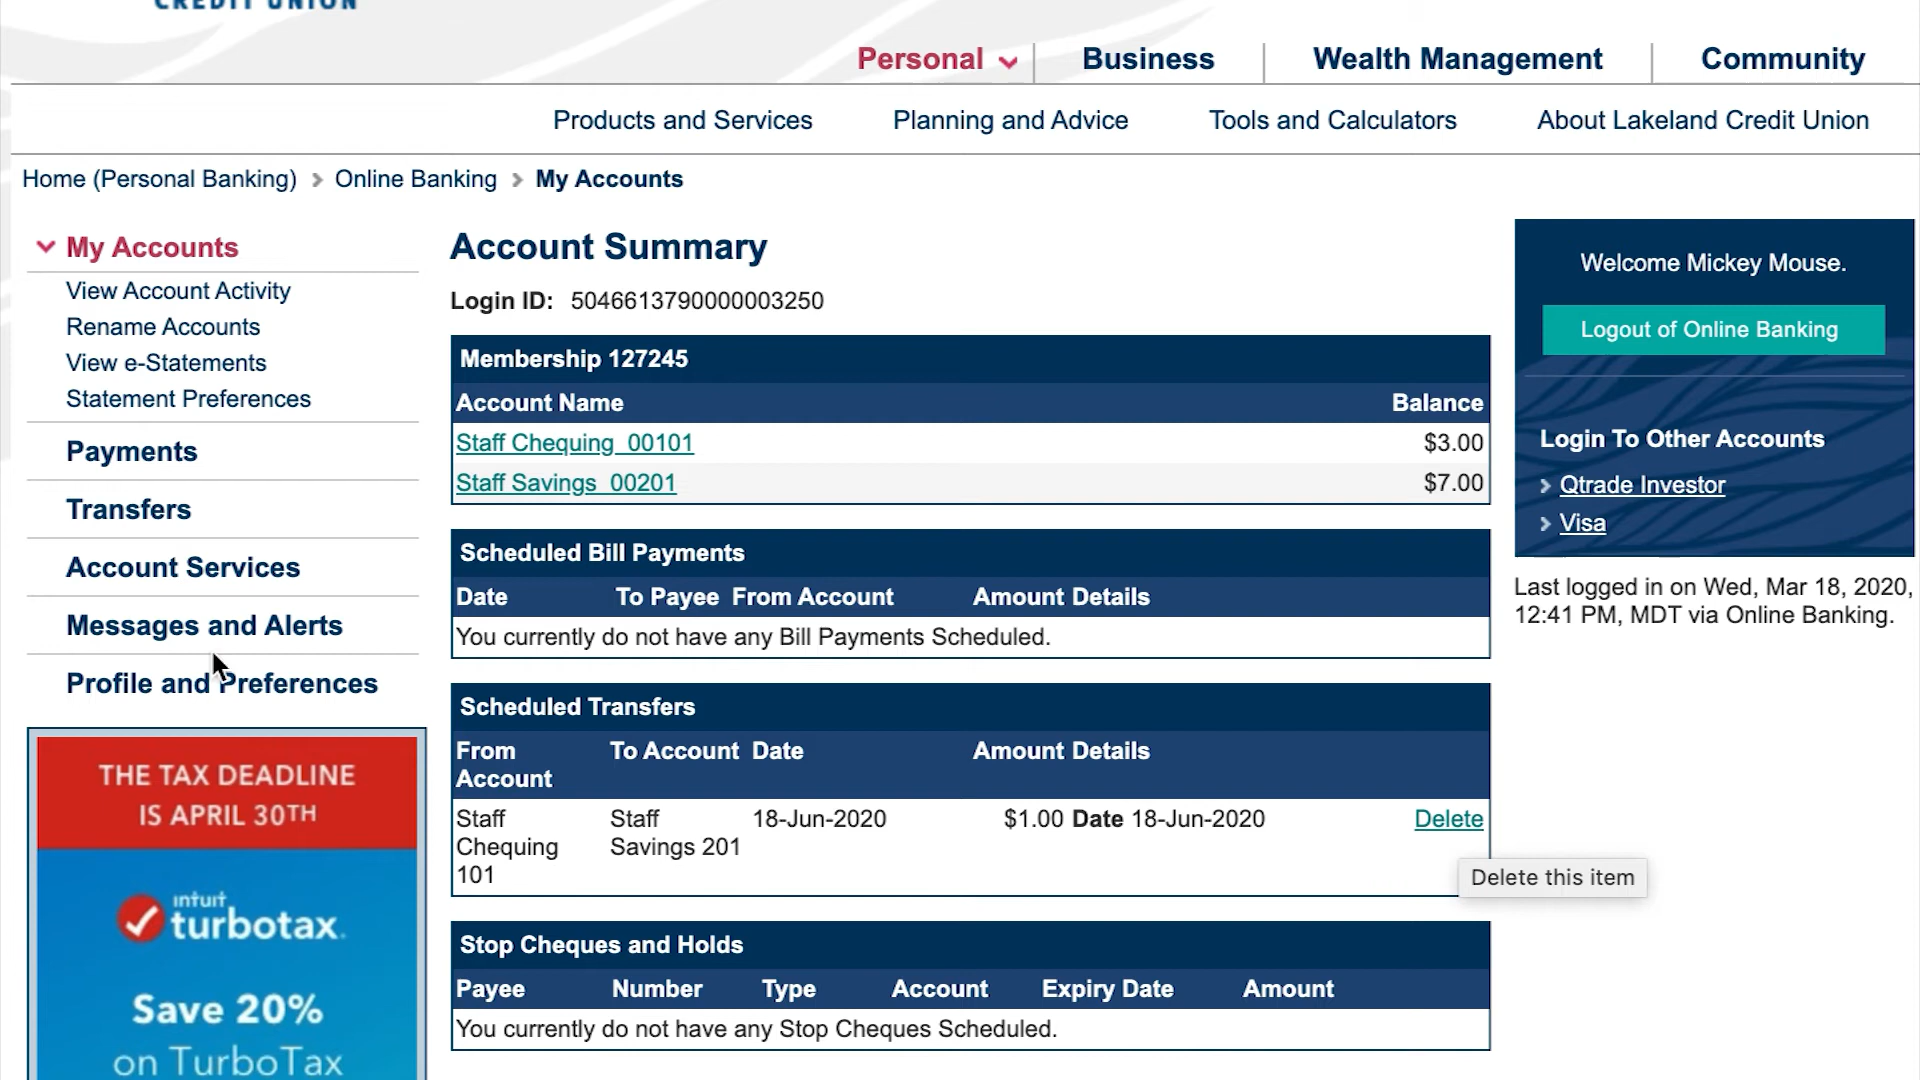 CREDIT UNION
Personal
Business
Wealth Management
Community
Products and Services
Planning and Advice
Tools and Calculators
About Lakeland Credit Union
Home (Personal Banking) > Online Banking > My Accounts
My Accounts
View Account Activity
Rename Accounts
View e-Statements
Statement Preferences
Payments
Transfers
Account Services
Messages and Alerts
Profile and Preferences
THE TAX DEADLINE
IS APRIL 30TH
intuit
turbotax.
Save 20%
on TurboTax
Account Summary
Login ID: 5046613790000003250
Membership 127245
Account Name Balance
Staff Chequing 00101 $3.00
Staff Savings 00201 $7.00
Scheduled Bill Payments
Date To Payee From Account Amount Details
You currently do not have any Bill Payments Scheduled.
Scheduled Transfers
From To Account Date Amount Details
Account
Staff Staff 18-Jun-2020 $1.00 Date 18-Jun-2020 Delete
Chequing Savings 201
101
Delete this item
Stop Cheques and Holds
Payee Number Type Account Expiry Date Amount
You currently do not have any Stop Cheques Scheduled.
Welcome Mickey Mouse.
Logout of Online Banking
Login To Other Accounts
> Qtrade Investor
> Visa
Last logged in on Wed, Mar 18, 2020,
12:41 PM, MDT via Online Banking.